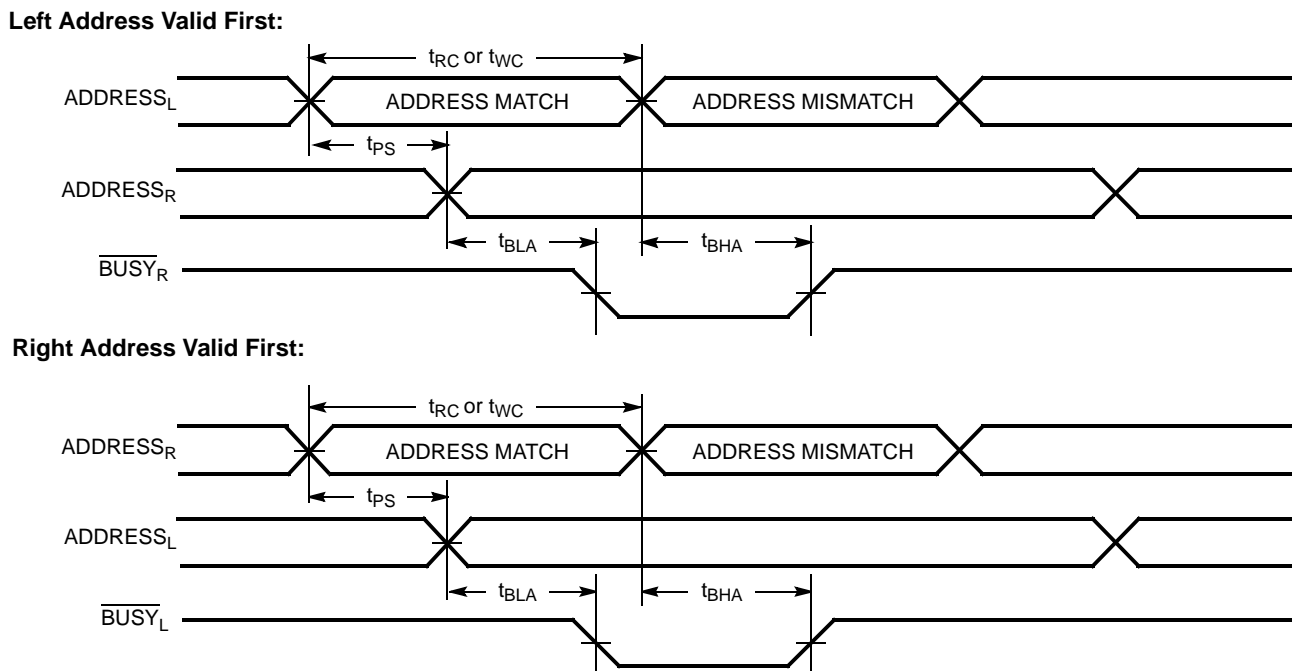 Left Address Valid First:
tRC or tWC
ADDRESSL
ADDRESS MATCH
ADDRESS MISMATCH
tPS
ADDRESSR
tBLA
tBHA
BUSYR
Right Address Valid First:
tRC or tWC
ADDRESSR
ADDRESS MATCH
ADDRESS MISMATCH
tPS
ADDRESSL
tBLA
tBHA
BUSYL